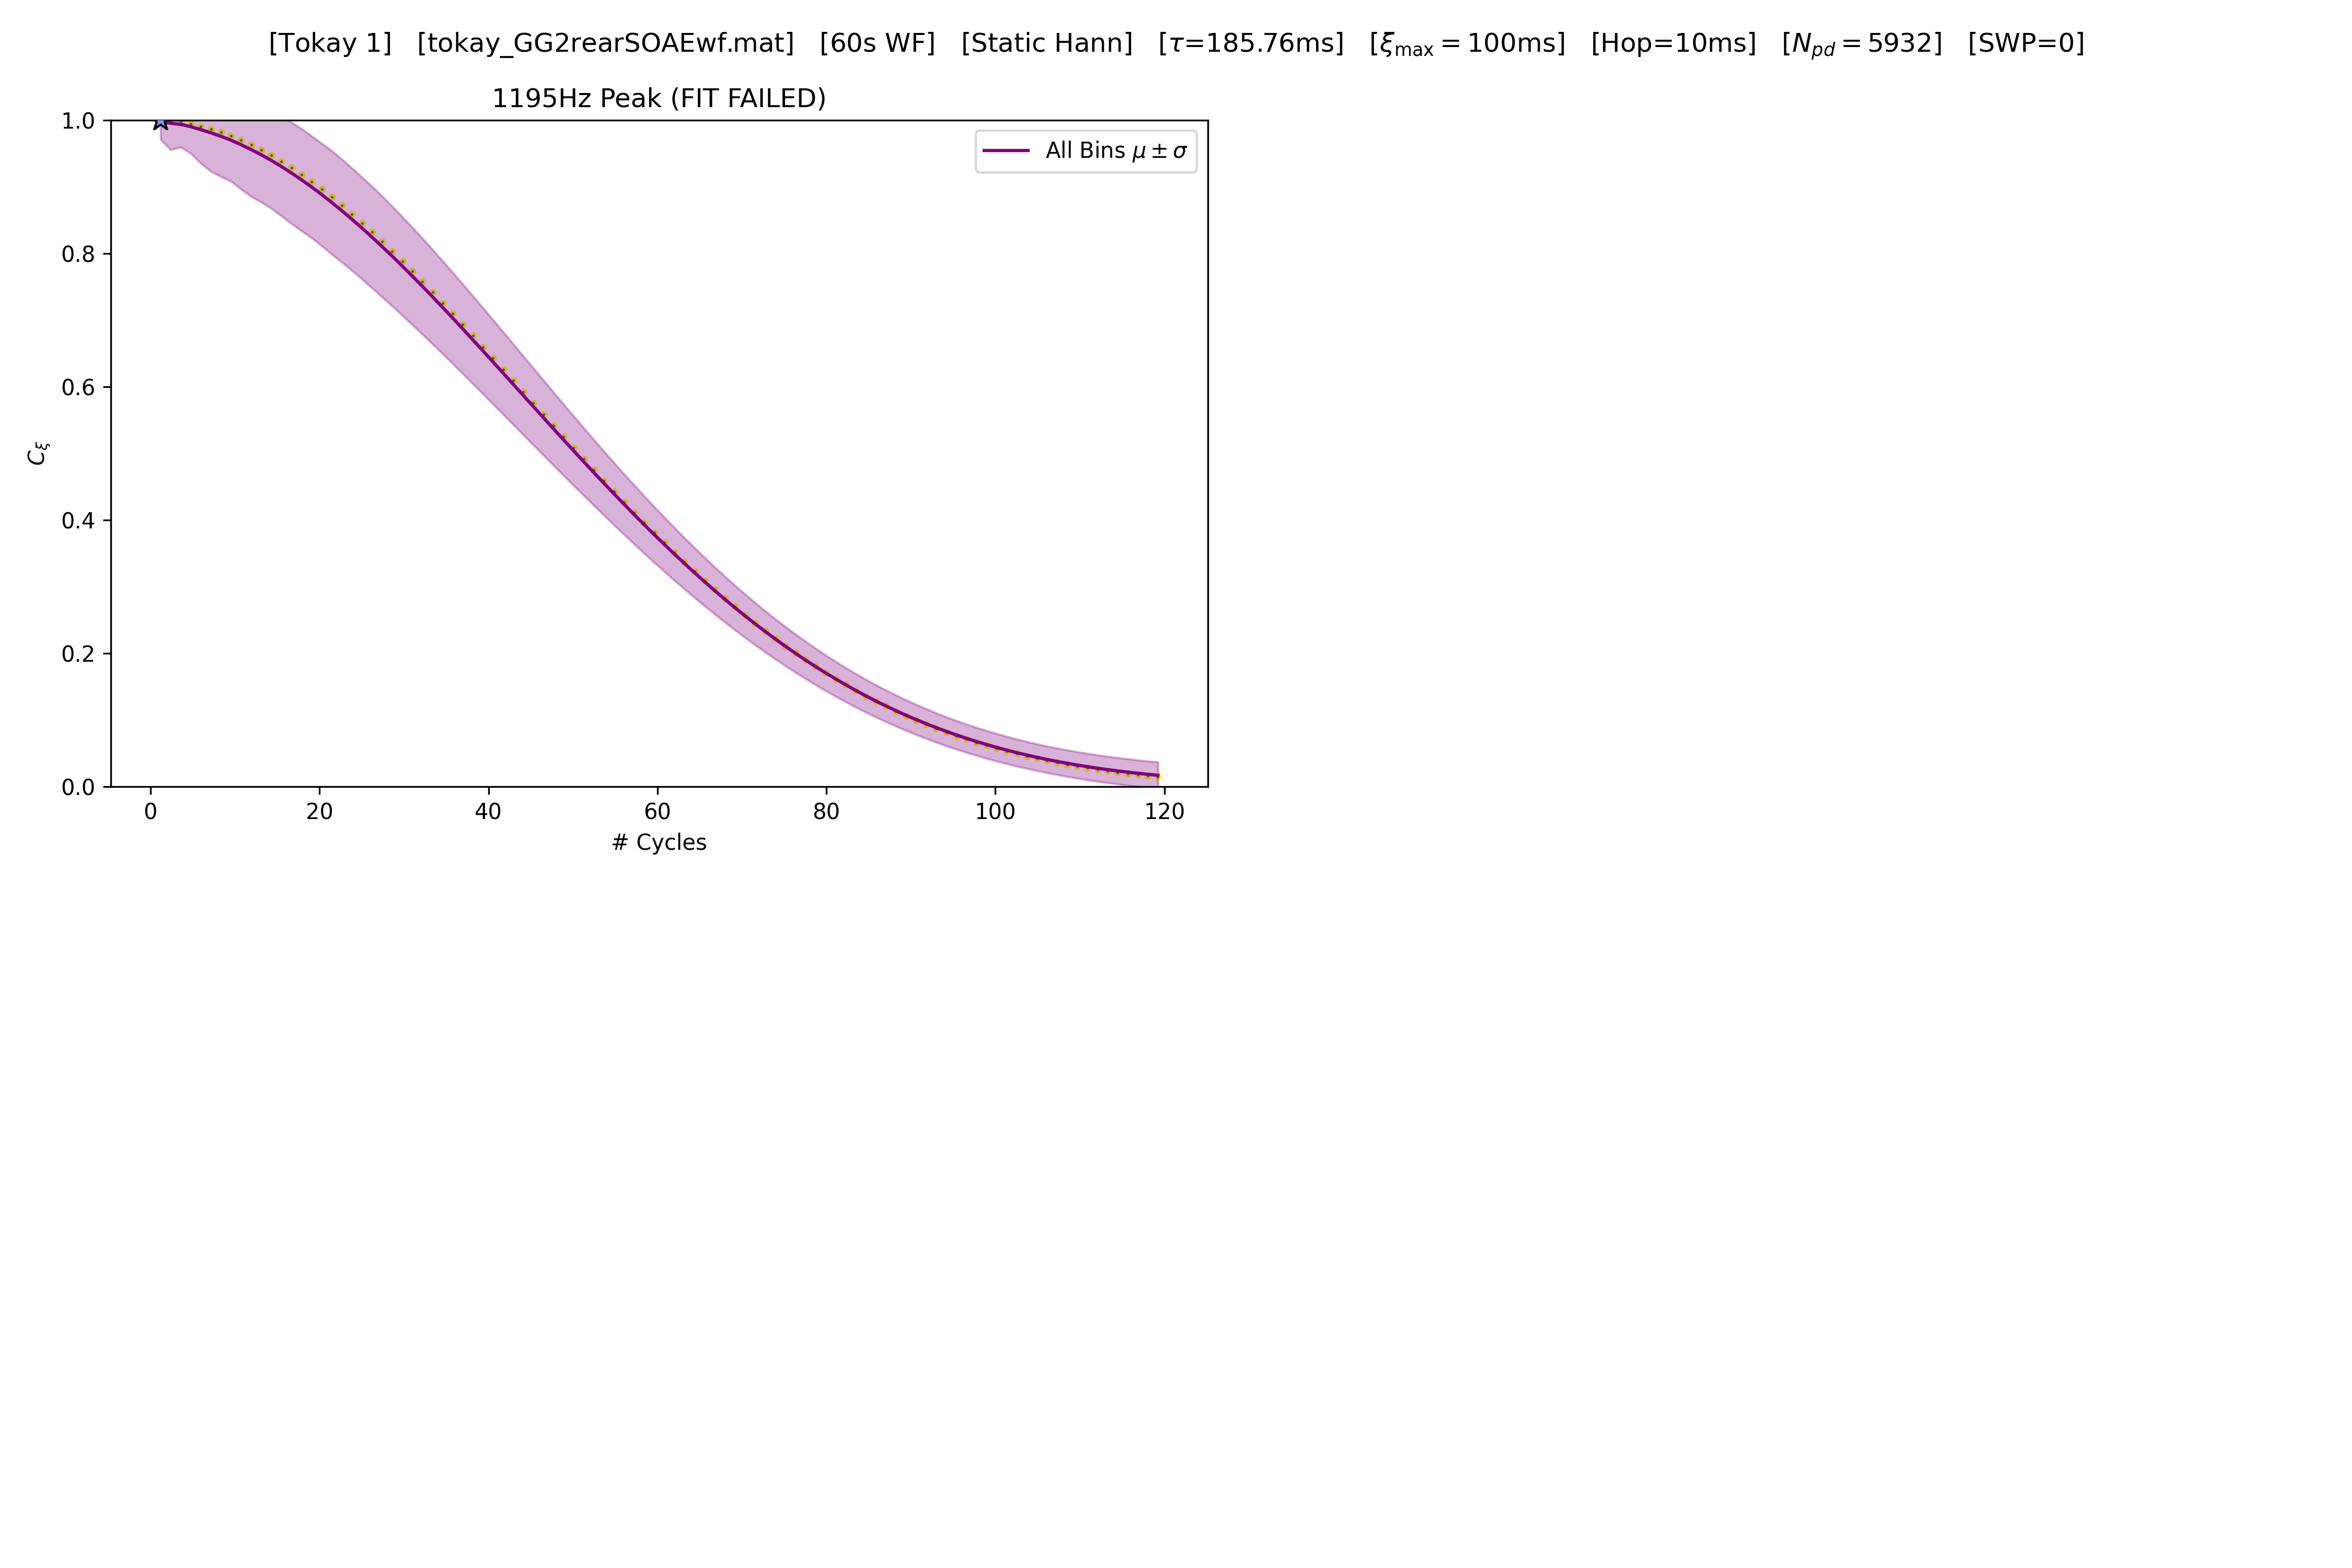 [Tokay 1] [tokay_GG2rearSOAEwf.mat] [60s WF] [Static Hann] [τ=185.76ms] [ξmax = 100ms] [Hop=10ms] [Npd = 5932] [SWP=0]
1195Hz Peak (FIT FAILED)
All Bins μ ± σ
1.0
0.8
0.6
0.4
0.2
0.0
Cξ
0 20 40 60 80 100 120
# Cycles